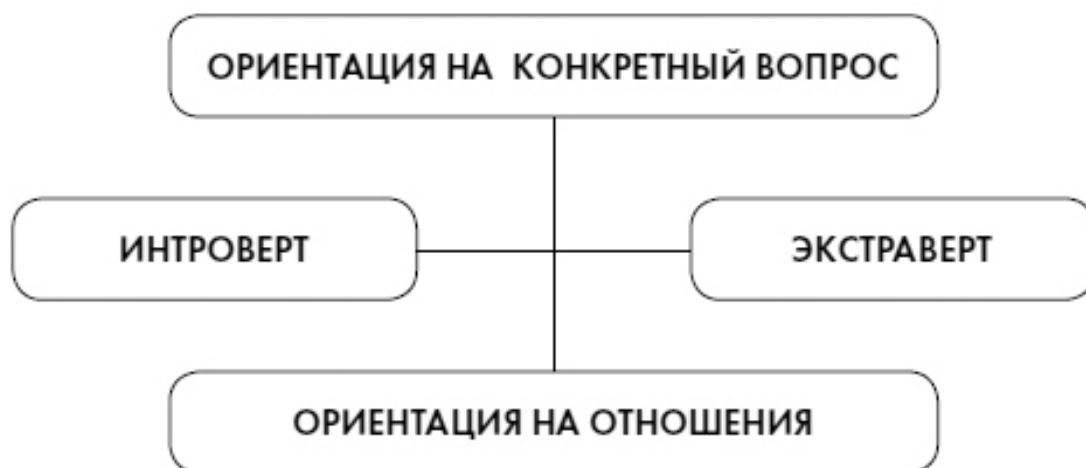 ОРИЕНТАЦИЯ НА КОНКРЕТНЫЙ ВОПРОС
ИНТРОВЕРТ
ЭКСТРАВЕРТ
ОРИЕНТАЦИЯ НА ОТНОШЕНИЯ